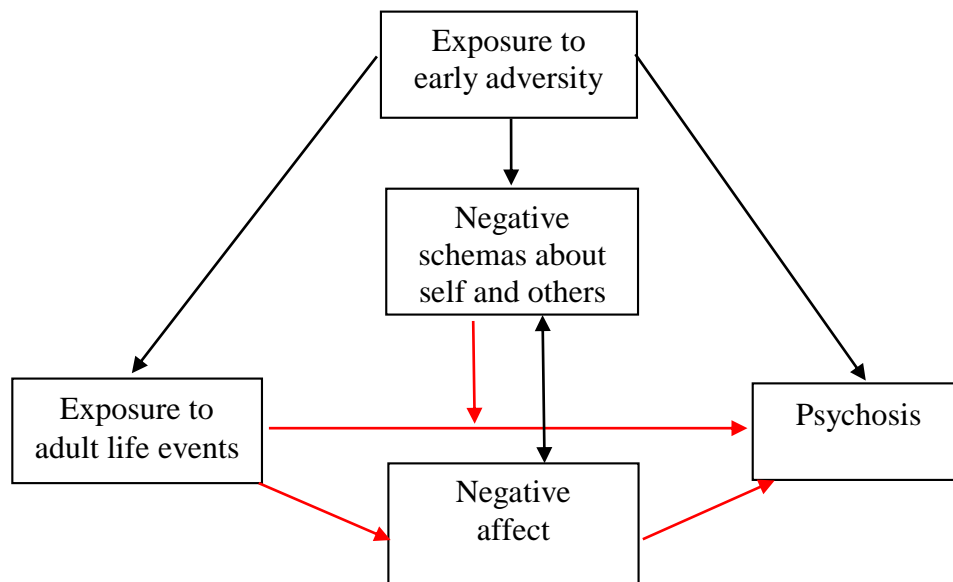 Exposure to
early adversity
Negative
schemas about
self and others
Exposure to
adult life events
Psychosis
Negative
affect